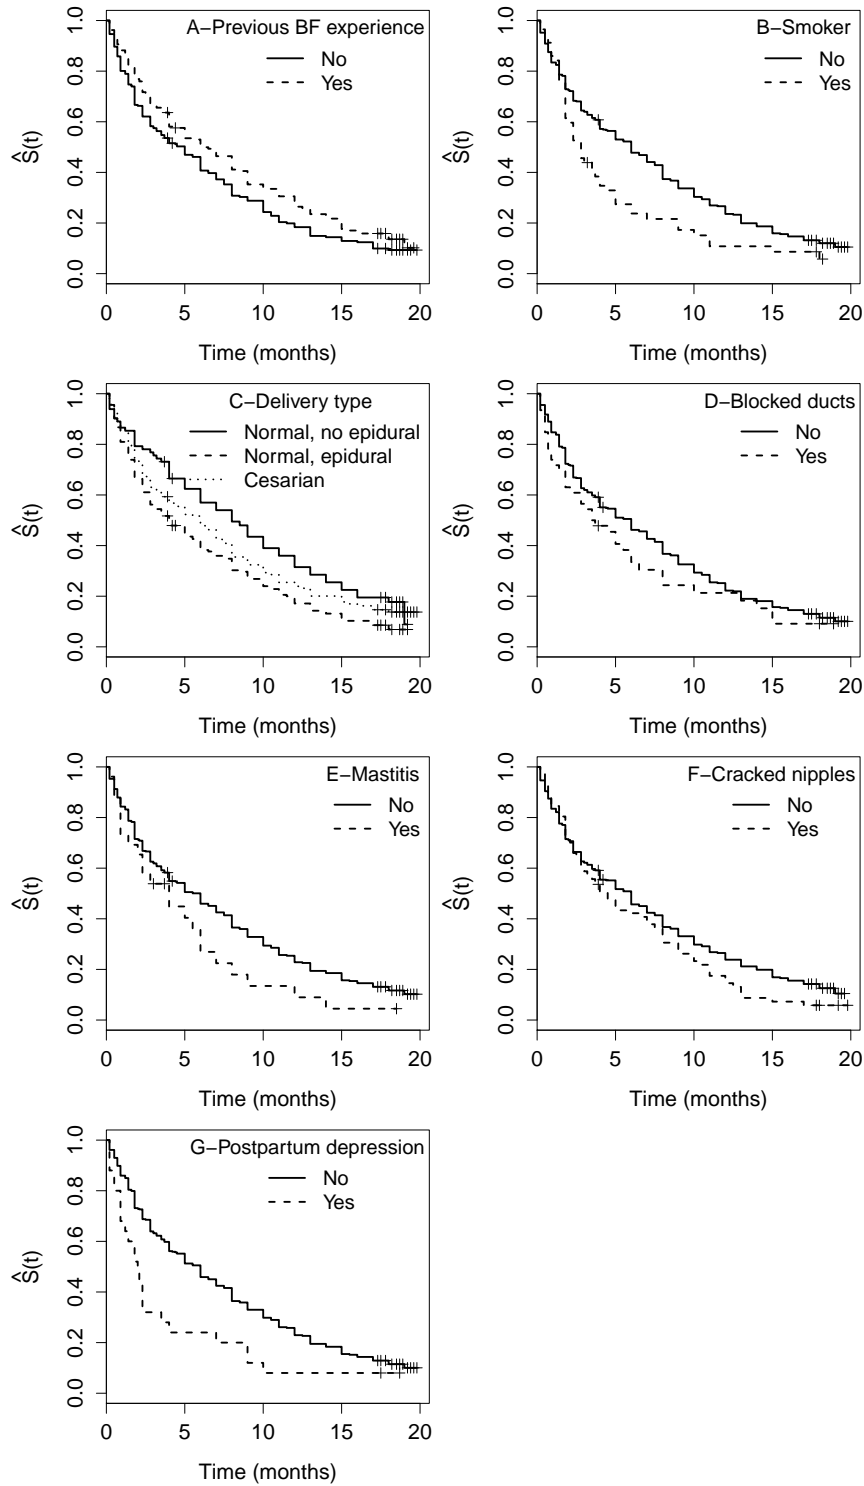 A−Previous BF experience
No
Yes
Ŝ(t)
0.0 0.2 0.4 0.6 0.8 1.0
0 5 10 15 20
Time (months)
B−Smoker
No
Yes
Ŝ(t)
0.0 0.2 0.4 0.6 0.8 1.0
0 5 10 15 20
Time (months)
C−Delivery type
Normal, no epidural
Normal, epidural
Cesarian
Ŝ(t)
0.0 0.2 0.4 0.6 0.8 1.0
0 5 10 15 20
Time (months)
D−Blocked ducts
No
Yes
Ŝ(t)
0.0 0.2 0.4 0.6 0.8 1.0
0 5 10 15 20
Time (months)
E−Mastitis
No
Yes
Ŝ(t)
0.0 0.2 0.4 0.6 0.8 1.0
0 5 10 15 20
Time (months)
F−Cracked nipples
No
Yes
Ŝ(t)
0.0 0.2 0.4 0.6 0.8 1.0
0 5 10 15 20
Time (months)
G−Postpartum depression
No
Yes
Ŝ(t)
0.0 0.2 0.4 0.6 0.8 1.0
0 5 10 15 20
Time (months)